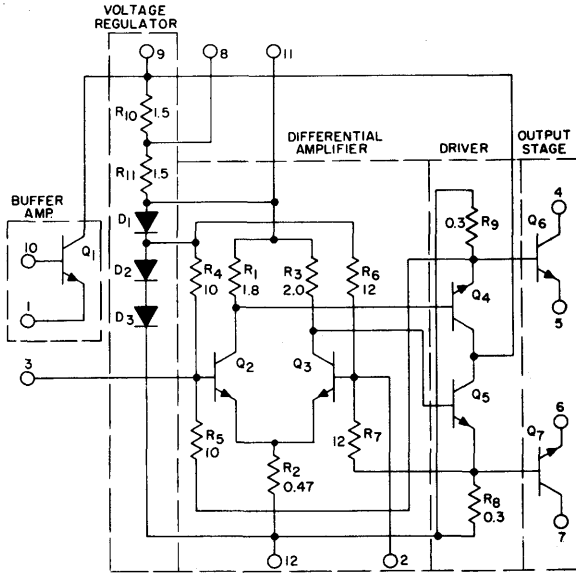 VOLTAGE
REGULATOR
9
8
11
R10
1.5
R11
1.5
DIFFERENTIAL
AMPLIFIER
DRIVER
OUTPUT
STAGE
BUFFER
AMP.
D1
D2
D3
10
Q1
1
3
R4
10
R1
1.8
R3
2.0
R6
12
0.3
R9
Q4
Q6
4
5
Q2
Q3
Q5
R5
10
R2
0.47
12
R7
R8
0.3
Q7
6
7
12
2